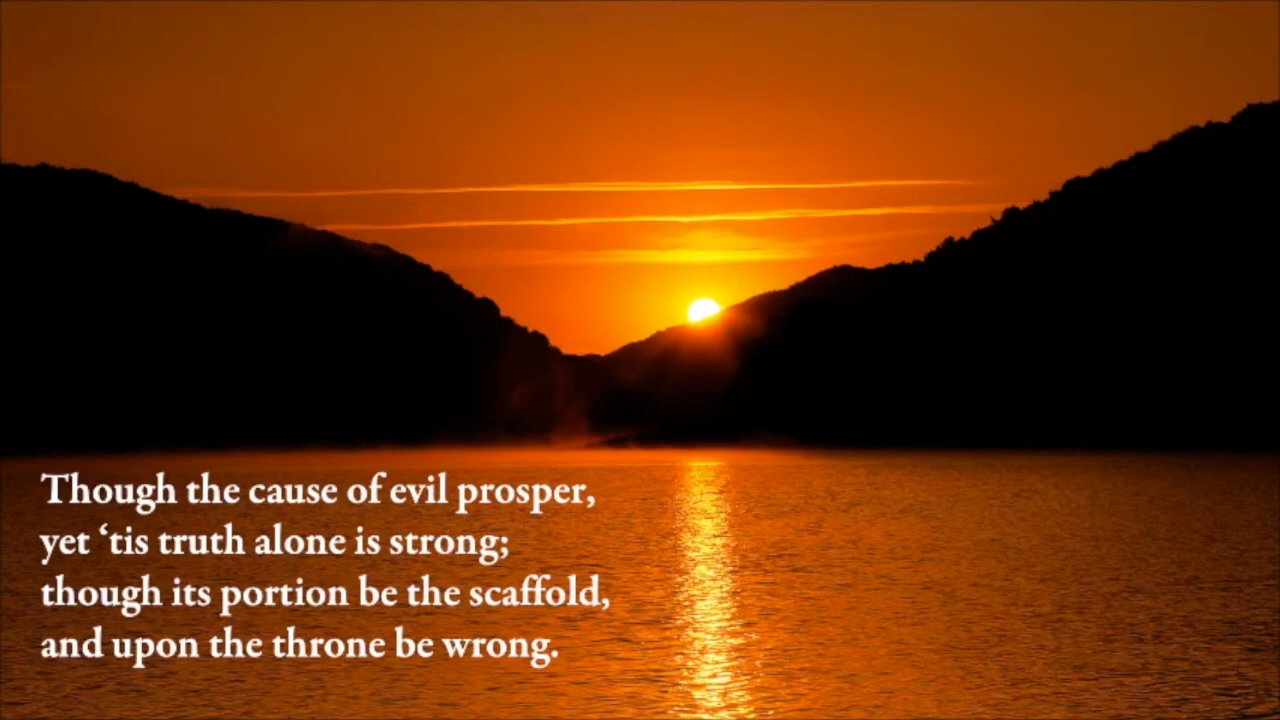 Though the cause of evil prosper,
yet ‘tis truth alone is strong;
though its portion be the scaffold,
and upon the throne be wrong.